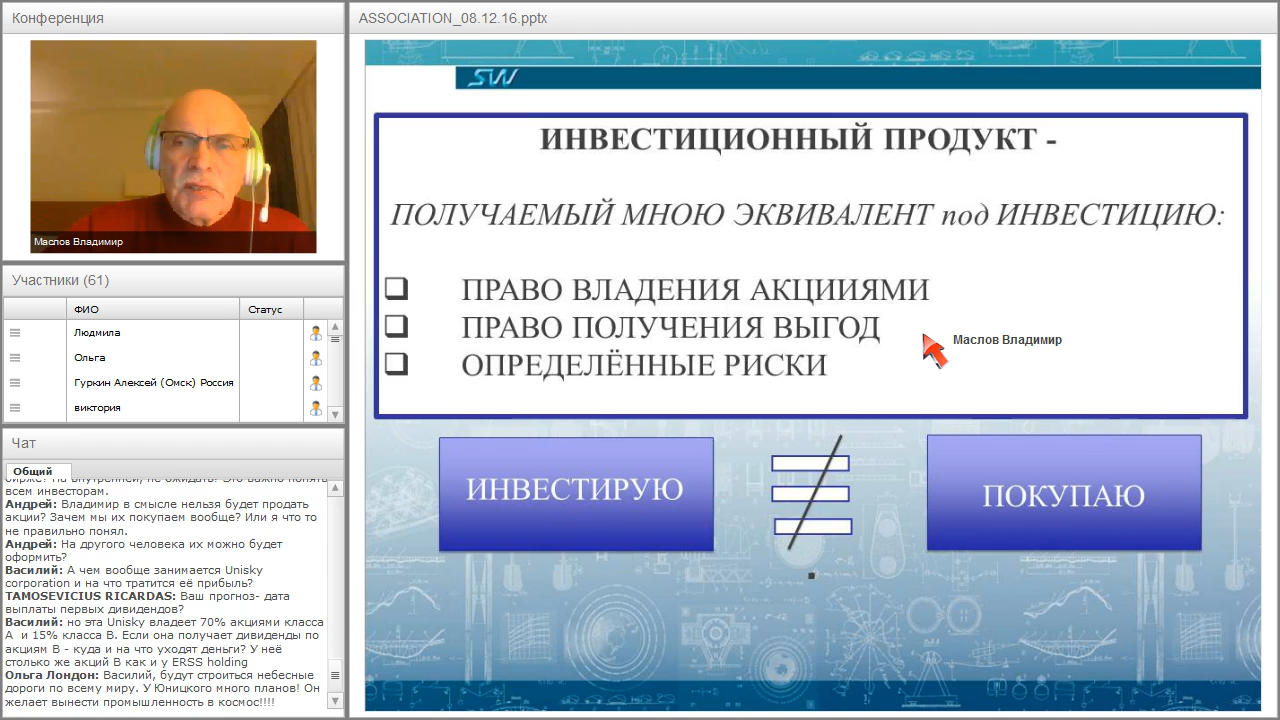 Конференция
Маслов Владимир
Участники (61)
ФИО Статус
Людмила
Ольга
Гурин Алексей (Омск) Россия
виктория
Чат
Общий
всем инвесторам.
Андрей: Владимир,в смысле нельзя будет продать
акции? Зачем мы их покупаем вообще? Или я что то
не правильно понял.
Андрей: На другого человека их можно будет
оформить?
Василий: А чем еще занимается Unisky
corporation и на что тратит её прибыль?
TAMOSEVICIUS RICARDAS: Ваш прогноз- дата
выплаты первых дивидендов?
Василий: Фирма Unisky владеет 70% акциями класса
А и 15% класса В. Если она получает дивиденды по
акциям В - куда и на что уходят деньги? У неё
столько же акций В как у ERSS holding
Ольга Лондон: Василий, будут строиться небесные
дороги по всему миру. У Юницкого много планов. Он
желает вынести промышленность в космос!!!
ASSOCIATION_08.12.16.pptx
SW
ИНВЕСТИЦИОННЫЙ ПРОДУКТ -
ПОЛУЧАЕМЫЙ МНОЮ ЭКВИВАЛЕНТ под ИНВЕСТИЦИЮ:
ПРАВО ВЛАДЕНИЯ АКЦИИЯМИ
ПРАВО ПОЛУЧЕНИЯ ВЫГОД
ОПРЕДЕЛЁННЫЕ РИСКИ
Маслов Владимир
ИНВЕСТИРУЮ
ПОКУПАЮ